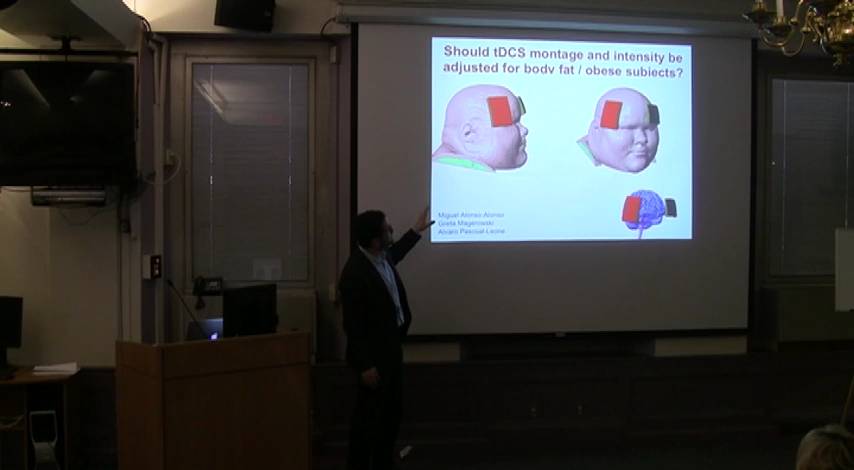 Should tDCS montage and intensity be
adjusted for body fat / obese subjects?
Miguel Alonso-Alonso
Greta Magerowski
Alvaro Pascual-Leone